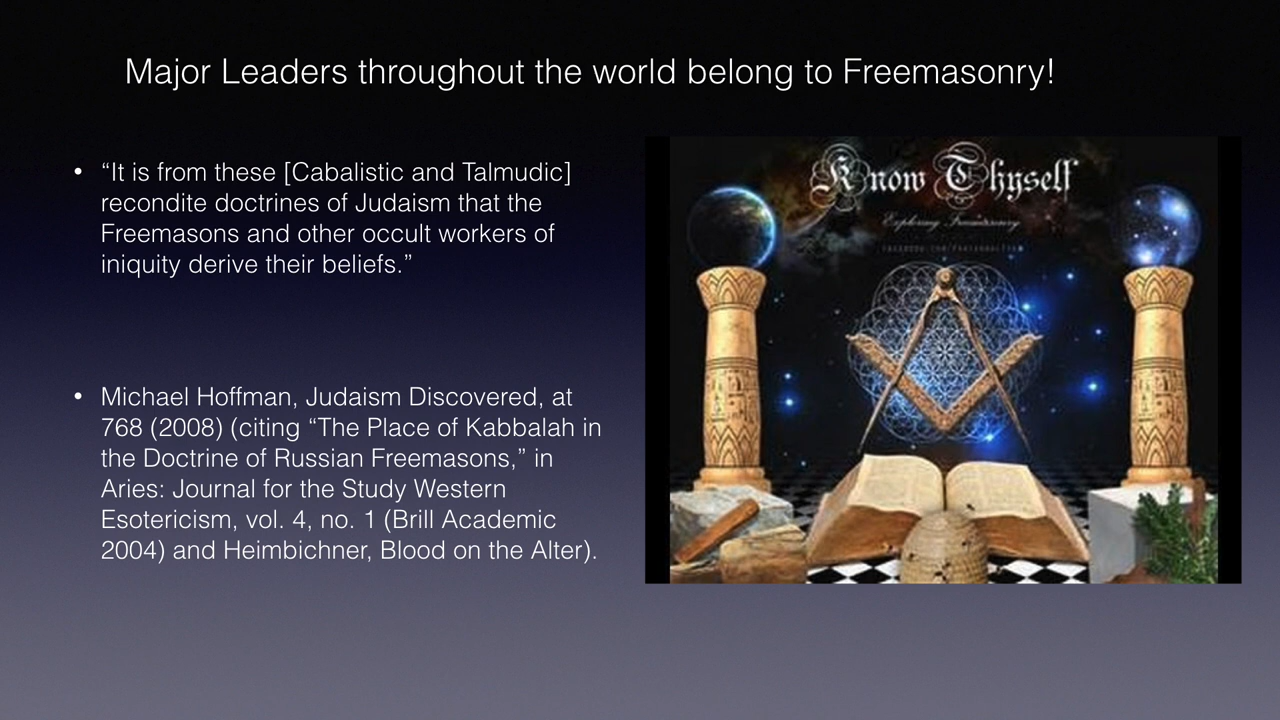 Major Leaders throughout the world belong to Freemasonry!
• “It is from these [Cabalistic and Talmudic]
recondite doctrines of Judaism that the
Freemasons and other occult workers of
iniquity derive their beliefs.”
• Michael Hoffman, Judaism Discovered, at
768 (2008) (citing “The Place of Kabbalah in
the Doctrine of Russian Freemasons,” in
Aries: Journal for the Study Western
Esotericism, vol. 4, no. 1 (Brill Academic
2004) and Heimbichner, Blood on the Alter).
Know Thyself
Exploring Freemasonry